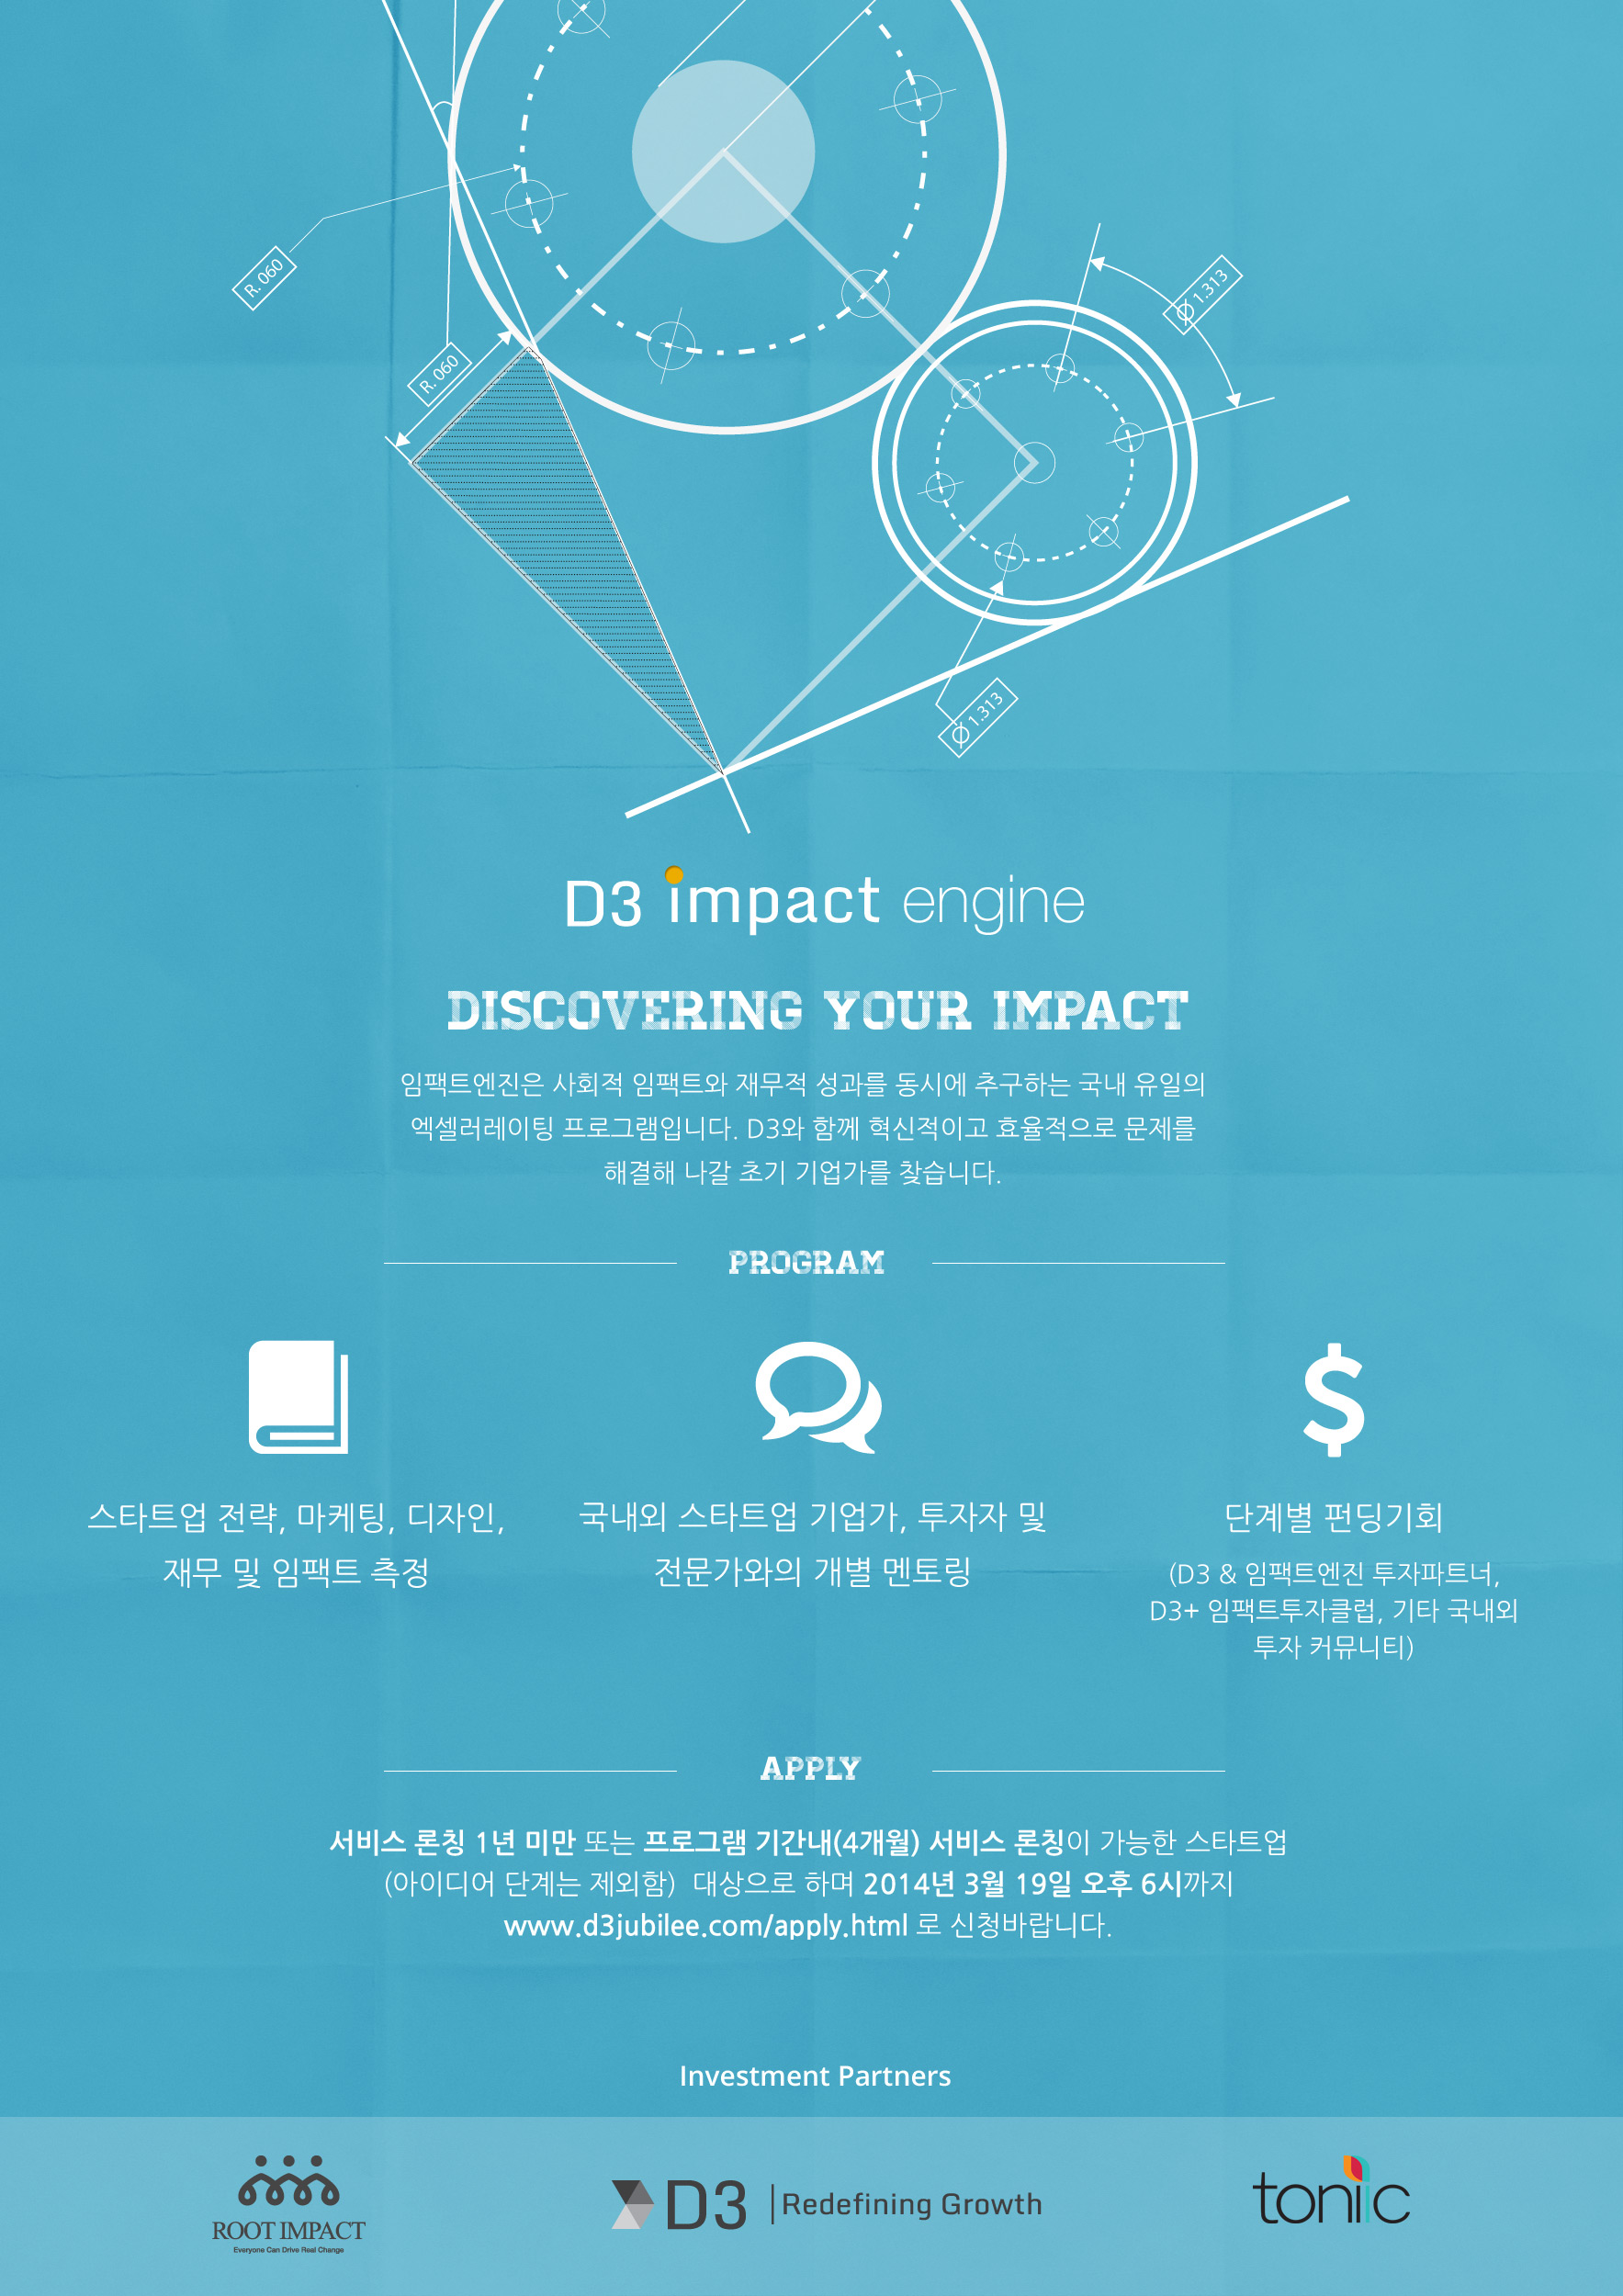 R. 060
R. 060
Ø 1.313
Ø 1.313
D3 impact engine
DISCOVERING YOUR IMPACT
임팩트엔진은 사회적 임팩트와 재무적 성과를 동시에 추구하는 국내 유일의
엑셀러레이팅 프로그램입니다. D3와 함께 혁신적이고 효율적으로 문제를
해결해 나갈 초기 기업가를 찾습니다.
PROGRAM
스타트업 전략, 마케팅, 디자인,
재무 및 임팩트 측정
국내외 스타트업 기업가, 투자자 및
전문가와의 개별 멘토링
단계별 펀딩기회
(D3 & 임팩트엔진 투자파트너,
D3+ 임팩트투자클럽, 기타 국내외
투자 커뮤니티)
APPLY
서비스 론칭 1년 미만 또는 프로그램 기간내(4개월) 서비스 론칭이 가능한 스타트업
(아이디어 단계는 제외함) 대상으로 하며 2014년 3월 19일 오후 6시까지
www.d3jubilee.com/apply.html 로 신청바랍니다.
Investment Partners
ROOT IMPACT
Everyone Can Drive Real Change
D3 | Redefining Growth
toniic